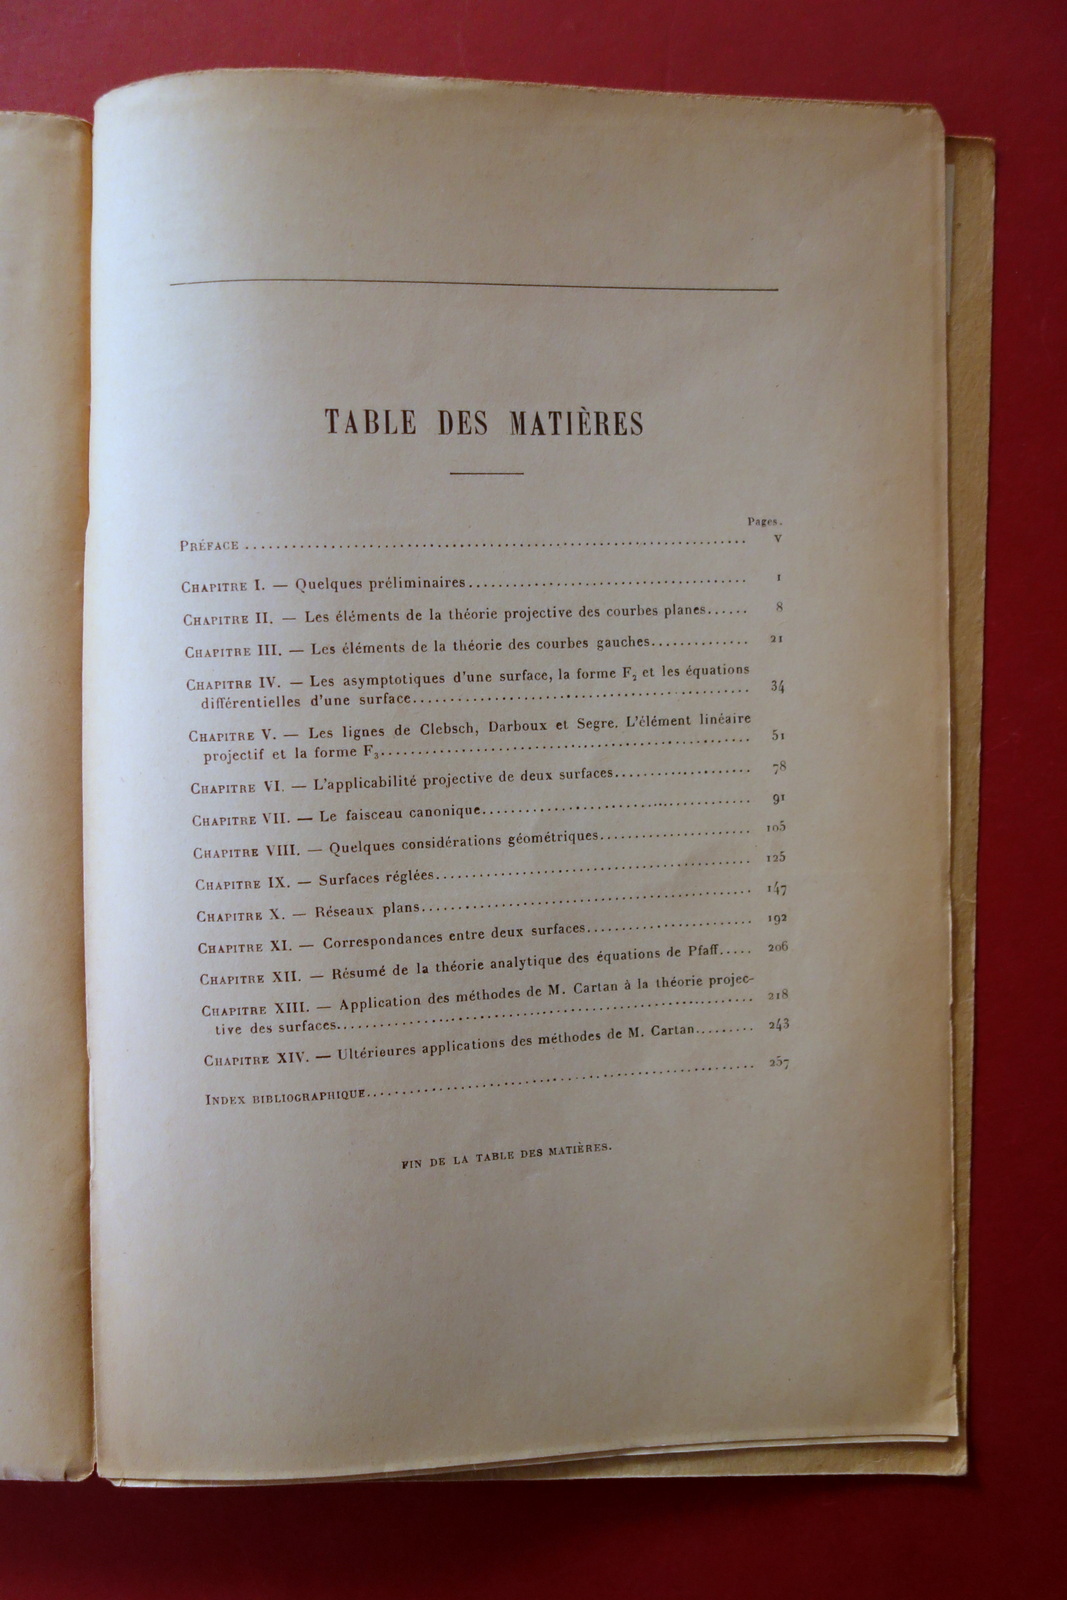 TABLE DES MATIÈRES
Pages.
PRÉFACE ........ V
CHAPITRE I. — Quelques préliminaires........ 1
CHAPITRE II. — Les éléments de la théorie projective des courbes planes...... 8
CHAPITRE III. — Les éléments de la théorie des courbes gauches........ 21
CHAPITRE IV. — Les asymptotiques d'une surface, la forme F₂ et les équations
différentielles d'une surface........ 34
CHAPITRE V. — Les lignes de Clebsch, Darboux et Segre. L'élément linéaire
projectif et la forme F₃........ 51
CHAPITRE VI. — L'applicabilité projective de deux surfaces........ 78
CHAPITRE VII. — Le faisceau canonique........ 91
CHAPITRE VIII. — Quelques considérations géométriques........ 105
CHAPITRE IX. — Surfaces réglées........ 125
CHAPITRE X. — Réseaux plans........ 147
CHAPITRE XI. — Correspondances entre deux surfaces........ 192
CHAPITRE XII. — Résumé de la théorie analytique des équations de Pfaff..... 206
CHAPITRE XIII. — Application des méthodes de M. Cartan à la théorie projec-
tive des surfaces........ 218
CHAPITRE XIV. — Ultérieures applications des méthodes de M. Cartan........ 243
INDEX BIBLIOGRAPHIQUE........ 257
FIN DE LA TABLE DES MATIÈRES.